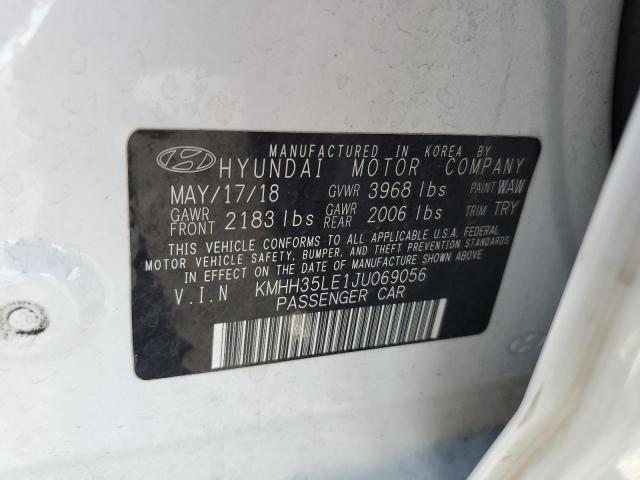 MANUFACTURED IN KOREA BY
HYUNDAI MOTOR COMPANY
MAY/17/18 GVWR 3968 lbs PAINT WAW
GAWR FRONT 2183 lbs GAWR REAR 2006 lbs TRIM TRY
THIS VEHICLE CONFORMS TO ALL APPLICABLE U.S.A. FEDERAL
MOTOR VEHICLE SAFETY, BUMPER, AND THEFT PREVENTION STANDARDS
IN EFFECT ON THE DATE OF MANUFACTURE SHOWN ABOVE.
V.I.N KMHH35LE1JU069056
PASSENGER CAR